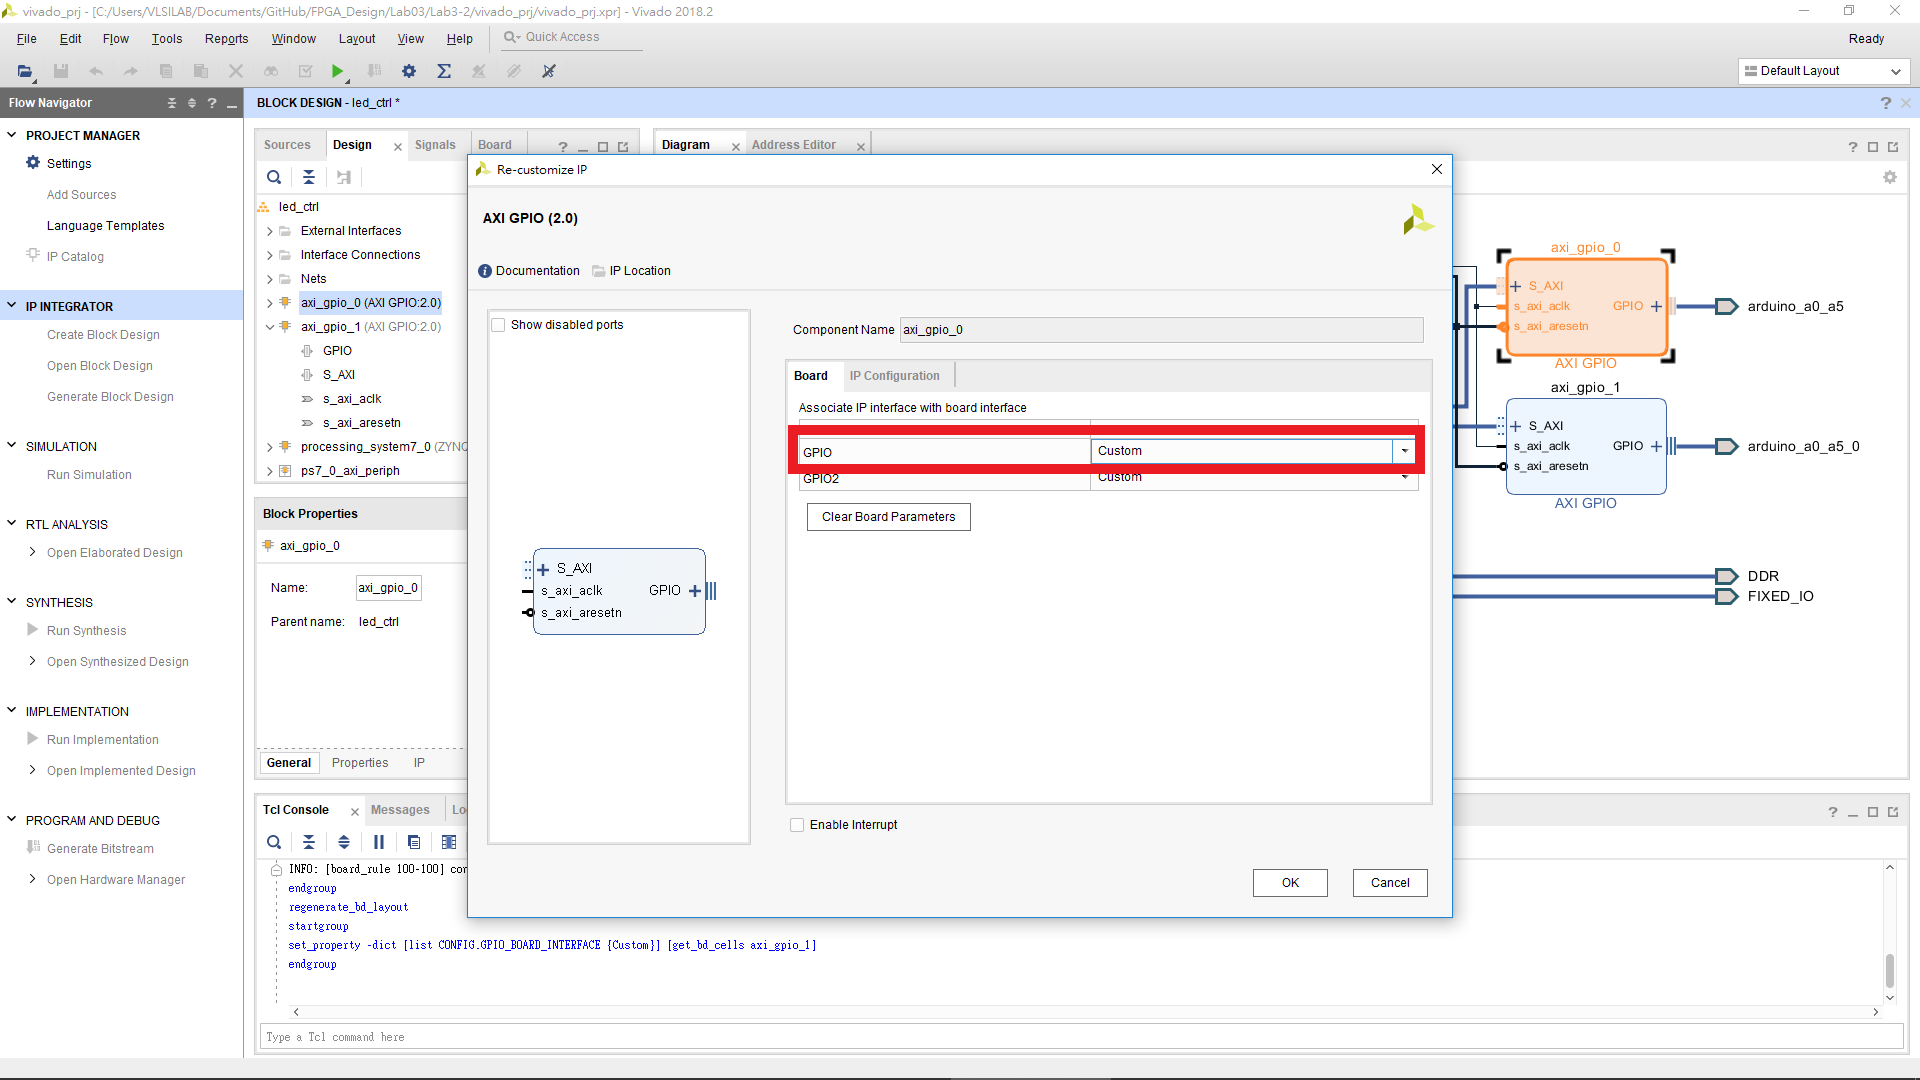 vivado_prj - [C:/Users/VLSILAB/Documents/GitHub/FPGA_Design/Lab03/Lab3-2/vivado_prj/vivado_prj.xpr] - Vivado 2018.2
File Edit Flow Tools Reports Window Layout View Help Quick Access
Ready
Default Layout
Flow Navigator
PROJECT MANAGER
Settings
Add Sources
Language Templates
IP Catalog
IP INTEGRATOR
Create Block Design
Open Block Design
Generate Block Design
SIMULATION
Run Simulation
RTL ANALYSIS
Open Elaborated Design
SYNTHESIS
Run Synthesis
Open Synthesized Design
IMPLEMENTATION
Run Implementation
Open Implemented Design
PROGRAM AND DEBUG
Generate Bitstream
Open Hardware Manager
BLOCK DESIGN - led_ctrl *
Sources Design Signals Board
led_ctrl
External Interfaces
Interface Connections
Nets
axi_gpio_0 (AXI GPIO:2.0)
axi_gpio_1 (AXI GPIO:2.0)
GPIO
S_AXI
s_axi_aclk
s_axi_aresetn
processing_system7_0 (ZYNQ
ps7_0_axi_periph
Block Properties
axi_gpio_0
Name: axi_gpio_0
Parent name: led_ctrl
General Properties IP
Diagram Address Editor
Re-customize IP
AXI GPIO (2.0)
Documentation IP Location
Show disabled ports
S_AXI
s_axi_aclk
s_axi_aresetn
GPIO
Component Name axi_gpio_0
Board IP Configuration
Associate IP interface with board interface
GPIO Custom
GPIO2 Custom
Clear Board Parameters
Enable Interrupt
OK Cancel
axi_gpio_0
S_AXI
s_axi_aclk GPIO
s_axi_aresetn
AXI GPIO
arduino_a0_a5
axi_gpio_1
S_AXI
s_axi_aclk GPIO
s_axi_aresetn
AXI GPIO
arduino_a0_a5_0
DDR
FIXED_IO
Tcl Console Messages Lo
INFO: [board_rule 100-100] con
endgroup
regenerate_bd_layout
startgroup
set_property -dict [list CONFIG.GPIO_BOARD_INTERFACE {Custom}] [get_bd_cells axi_gpio_1]
endgroup
Type a Tcl command here